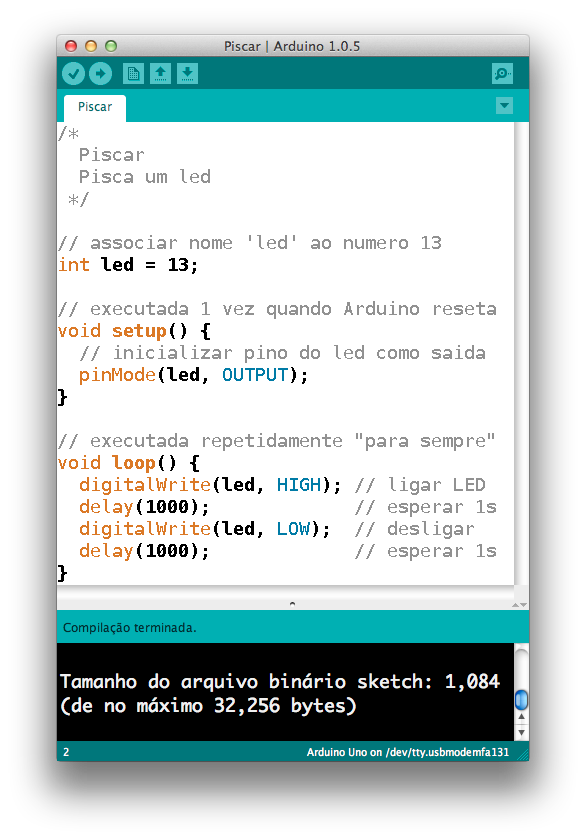 Piscar | Arduino 1.0.5
Piscar
/*
  Piscar
  Pisca um led
 */

// associar nome 'led' ao numero 13
int led = 13;

// executada 1 vez quando Arduino reseta
void setup() {
  // inicializar pino do led como saida
  pinMode(led, OUTPUT);
}

// executada repetidamente "para sempre"
void loop() {
  digitalWrite(led, HIGH); // ligar LED
  delay(1000);             // esperar 1s
  digitalWrite(led, LOW);  // desligar
  delay(1000);             // esperar 1s
}
Compilação terminada.
Tamanho do arquivo binário sketch: 1,084
(de no máximo 32,256 bytes)
2 Arduino Uno on /dev/tty.usbmodemfa131